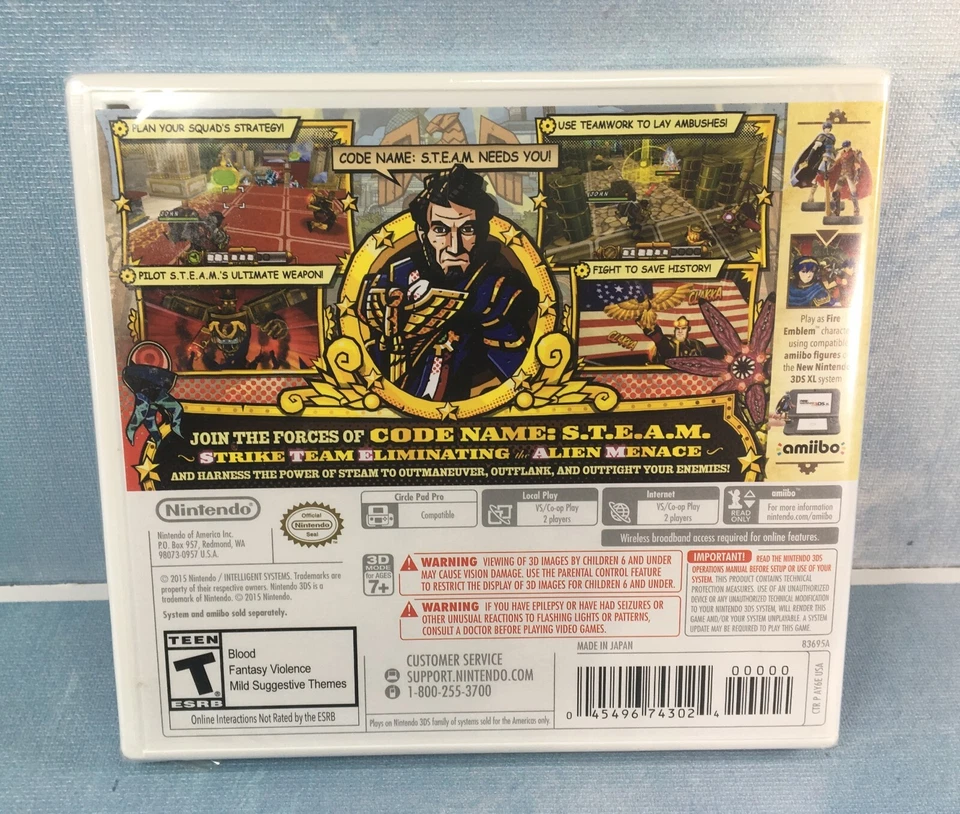 PLAN YOUR SQUAD'S STRATEGY!
CODE NAME: S.T.E.A.M. NEEDS YOU!
USE TEAMWORK TO LAY AMBUSHES!
JOHN
JOHN
PILOT S.T.E.A.M.'S ULTIMATE WEAPON!
FIGHT TO SAVE HISTORY!
Play as Fire
Emblem™
using compatible
amiibo figures
the New Nintendo
3DS XL system
amiibo
JOIN THE FORCES OF CODE NAME: S.T.E.A.M.
~ STRIKE TEAM ELIMINATING the ALIEN MENACE ~
AND HARNESS THE POWER OF STEAM TO OUTMANEUVER, OUTFLANK, AND OUTFIGHT YOUR ENEMIES!
Nintendo®
Nintendo of America Inc.
P.O. Box 957, Redmond, WA
98073-0957 U.S.A.
Official
Nintendo
Seal
Circle Pad Pro
Compatible
Local Play
VS/Co-op Play
2 players
Internet
VS/Co-op Play
2 players
READ
ONLY
amiibo™
For more information
nintendo.com/amiibo
Wireless broadband access required for online features.
© 2015 Nintendo / INTELLIGENT SYSTEMS. Trademarks are
property of their respective owners. Nintendo 3DS is a
trademark of Nintendo. © 2015 Nintendo.
System and amiibo sold separately.
3D
MODE
for AGES
7+
WARNING VIEWING OF 3D IMAGES BY CHILDREN 6 AND UNDER
MAY CAUSE VISION DAMAGE. USE THE PARENTAL CONTROL FEATURE
TO RESTRICT THE DISPLAY OF 3D IMAGES FOR CHILDREN 6 AND UNDER.
WARNING IF YOU HAVE EPILEPSY OR HAVE HAD SEIZURES OR
OTHER UNUSUAL REACTIONS TO FLASHING LIGHTS OR PATTERNS,
CONSULT A DOCTOR BEFORE PLAYING VIDEO GAMES.
IMPORTANT! READ THE NINTENDO 3DS
OPERATIONS MANUAL BEFORE SETUP OR USE OF YOUR
SYSTEM. THIS PRODUCT CONTAINS TECHNICAL
PROTECTION MEASURES. USE OF AN UNAUTHORIZED
DEVICE OR ANY UNAUTHORIZED TECHNICAL MODIFICATION
TO YOUR NINTENDO 3DS SYSTEM, WILL RENDER THIS
GAME AND/OR YOUR SYSTEM UNPLAYABLE. A SYSTEM
UPDATE MAY BE REQUIRED TO PLAY THIS GAME.
MADE IN JAPAN
83695A
TEEN
T®
ESRB
Blood
Fantasy Violence
Mild Suggestive Themes
Online Interactions Not Rated by the ESRB
CUSTOMER SERVICE
SUPPORT.NINTENDO.COM
1-800-255-3700
Plays on Nintendo 3DS family of systems sold for the Americas only.
00000
0 45496 74302 4
CTR P AY6E USA